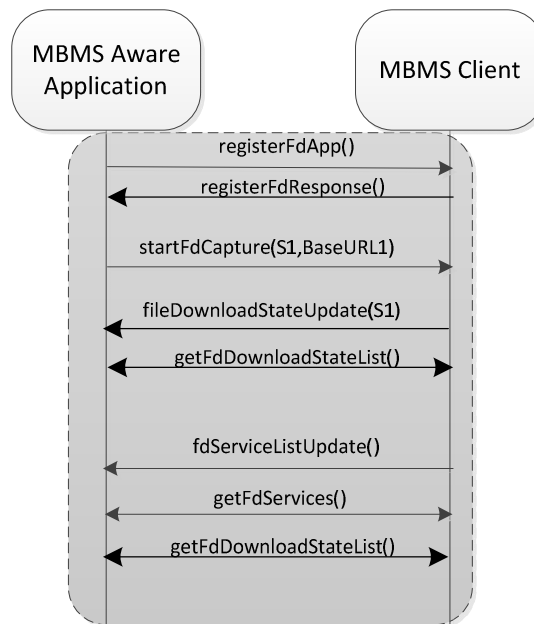 MBMS Aware
Application
MBMS Client
registerFdApp()
registerFdResponse()
startFdCapture(S1,BaseURL1)
fileDownloadStateUpdate(S1)
getFdDownloadStateList()
fdServiceListUpdate()
getFdServices()
getFdDownloadStateList()